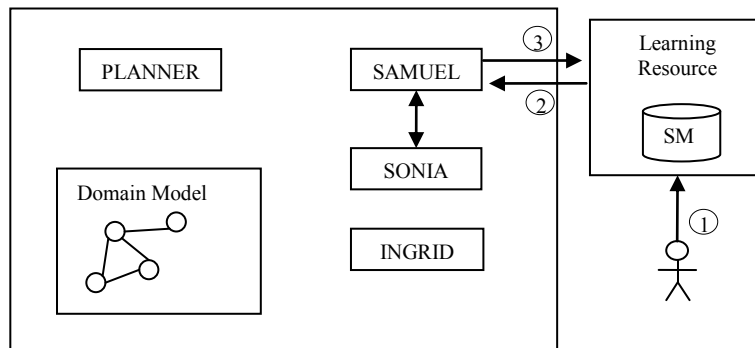 PLANNER
SAMUEL
3
Learning
Resource
2
SM
SONIA
Domain Model
INGRID
1